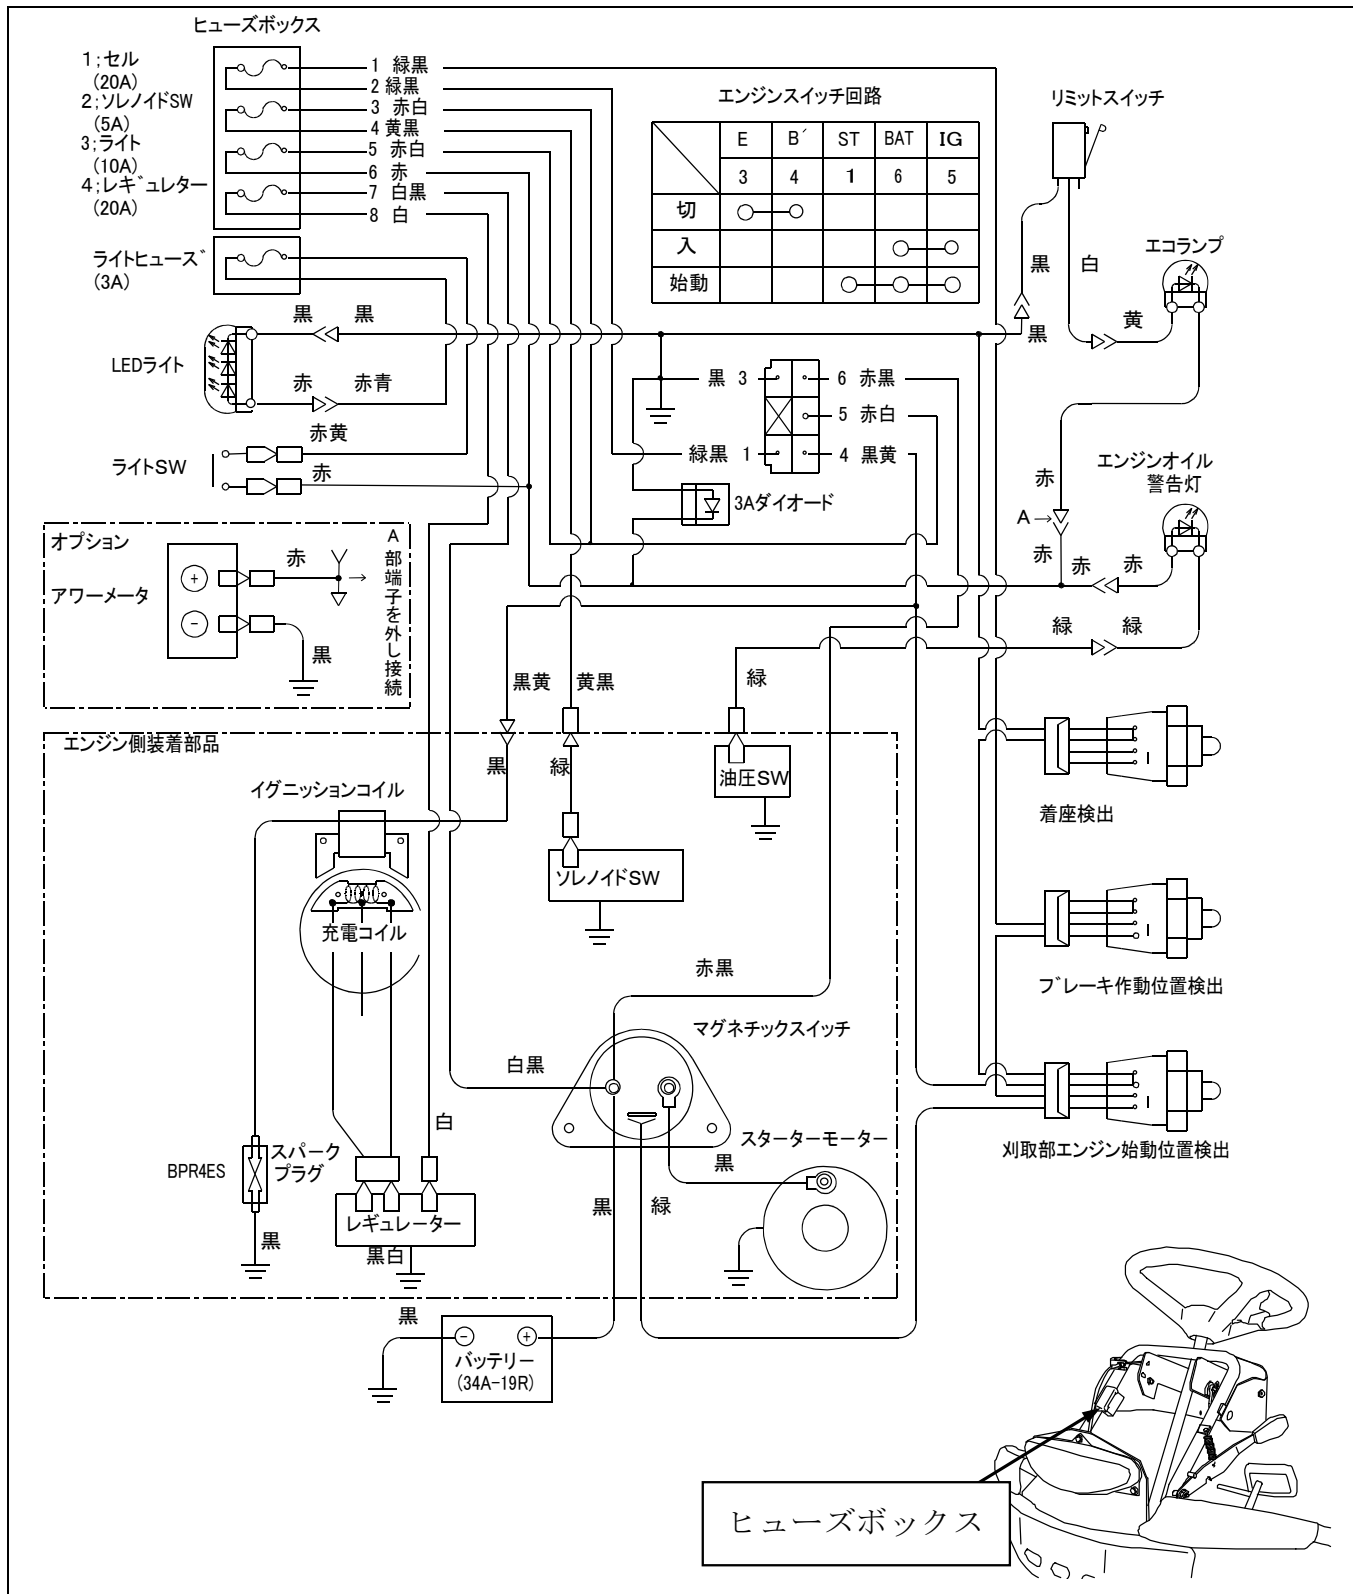 ヒューズボックス
1;セル
(20A)
2;ソレノイドSW
(5A)
3;ライト
(10A)
4;レギュレター
(20A)
1 緑黒
2 緑黒
3 赤白
4 黄黒
5 赤白
6 赤
7 白黒
8 白
ライトヒューズ
(3A)
エンジンスイッチ回路
E B´ ST BAT IG
3 4 1 6 5
切
入
始動
リミットスイッチ
黒
白
エコランプ
黄
黒
黒 黒
LEDライト
赤 赤青
赤黄
ライトSW
赤
黒 3
6 赤黒
5 赤白
緑黒 1
4 黒黄
3Aダイオード
エンジンオイル
警告灯
赤
A→
赤
赤 赤
緑 緑
オプション
アワーメータ
+
-
赤
→
黒
A部端子を外し接続
黒黄
黄黒
緑
エンジン側装着部品
黒
緑
油圧SW
イグニッションコイル
ソレノイドSW
充電コイル
着座検出
ブレーキ作動位置検出
刈取部エンジン始動位置検出
赤黒
マグネチックスイッチ
白黒
白
スターターモーター
黒
黒
緑
BPR4ES
スパーク
プラグ
レギュレーター
黒白
黒
黒
- +
バッテリー
(34A-19R)
ヒューズボックス